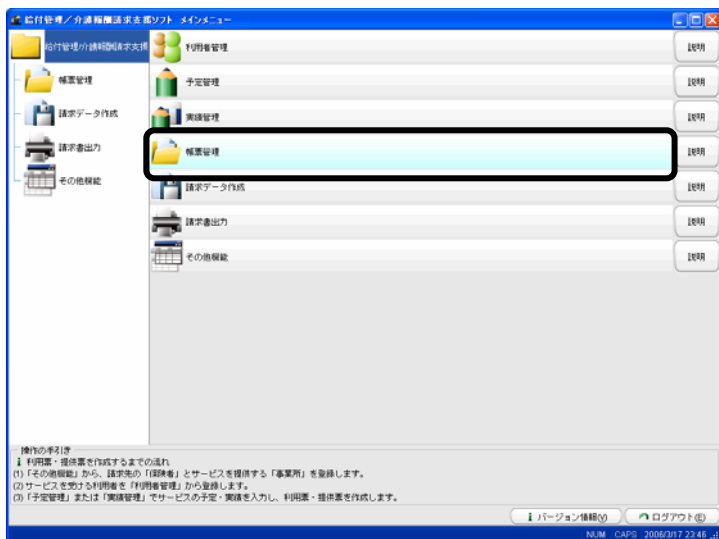 給付管理/介護報酬請求支援ソフト メインメニュー
給付管理/介護報酬請求支援
帳票管理
請求データ作成
請求書出力
その他機能
利用者管理 説明
予定管理 説明
実績管理 説明
帳票管理 説明
請求データ作成 説明
請求書出力 説明
その他機能 説明
操作の手引き
利用票・提供票を作成するまでの流れ
(1)「その他機能」から、請求先の「保険者」とサービスを提供する「事業所」を登録します。
(2)サービスを受ける利用者を「利用者管理」から登録します。
(3)「予定管理」または「実績管理」でサービスの予定・実績を入力し、利用票・提供票を作成します。
バージョン情報(V) ログアウト(E)
NUM CAPS 2006/3/17 23:46